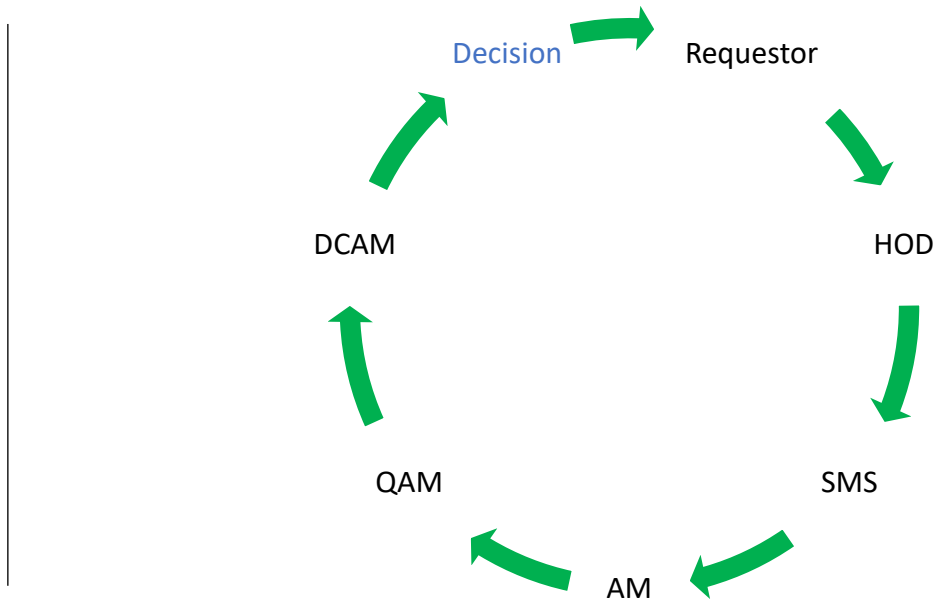 Decision
Requestor
HOD
SMS
AM
QAM
DCAM